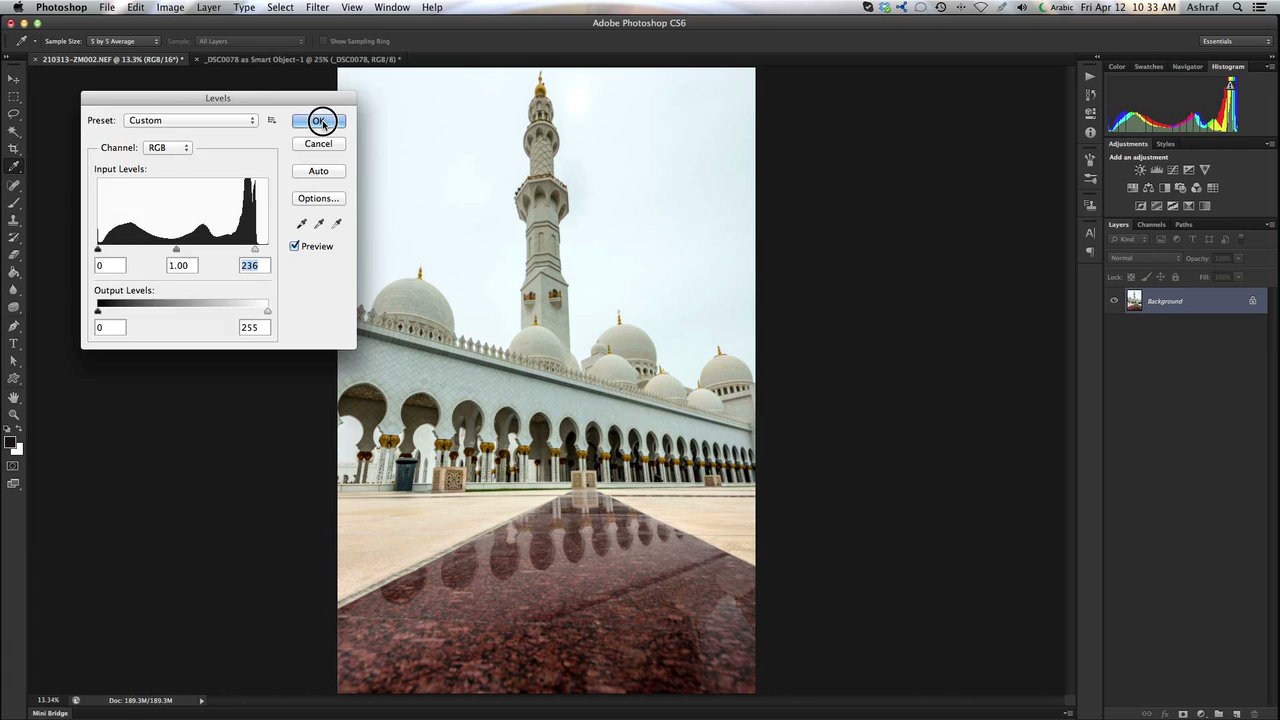 Photoshop File Edit Image Layer Type Select Filter View Window Help Arabic Fri Apr 12 10:33 AM Ashraf
Adobe Photoshop CS6
Sample Size: 5 by 5 Average Sample: All Layers Show Sampling Ring Essentials
210313-ZM002.NEF @ 13.3% (RGB/16*) * _DSC0078 as Smart Object-1 @ 25% (_DSC0078, RGB/8) *
Color Swatches Navigator Histogram
Levels
Preset: Custom OK
Cancel
Channel: RGB
Input Levels:
Auto
Options...
Preview
0 1.00 236
Output Levels:
0 255
Adjustments Styles
Add an adjustment
Layers Channels Paths
Kind
Normal Opacity: 100%
Lock: Fill: 100%
Background
13.34% Doc: 189.3M/189.3M
Mini Bridge